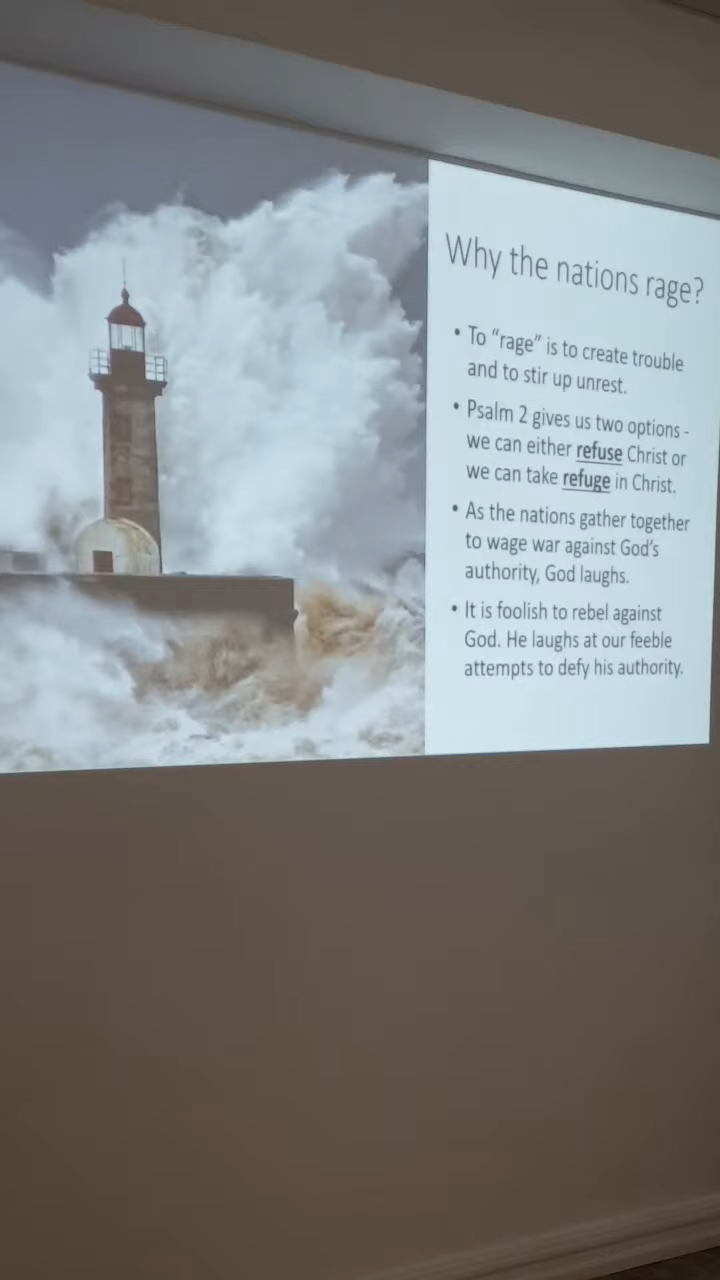 Why the nations rage?
• To “rage” is to create trouble
and to stir up unrest.
• Psalm 2 gives us two options -
we can either refuse Christ or
we can take refuge in Christ.
• As the nations gather together
to wage war against God's
authority, God laughs.
• It is foolish to rebel against
God. He laughs at our feeble
attempts to defy his authority.